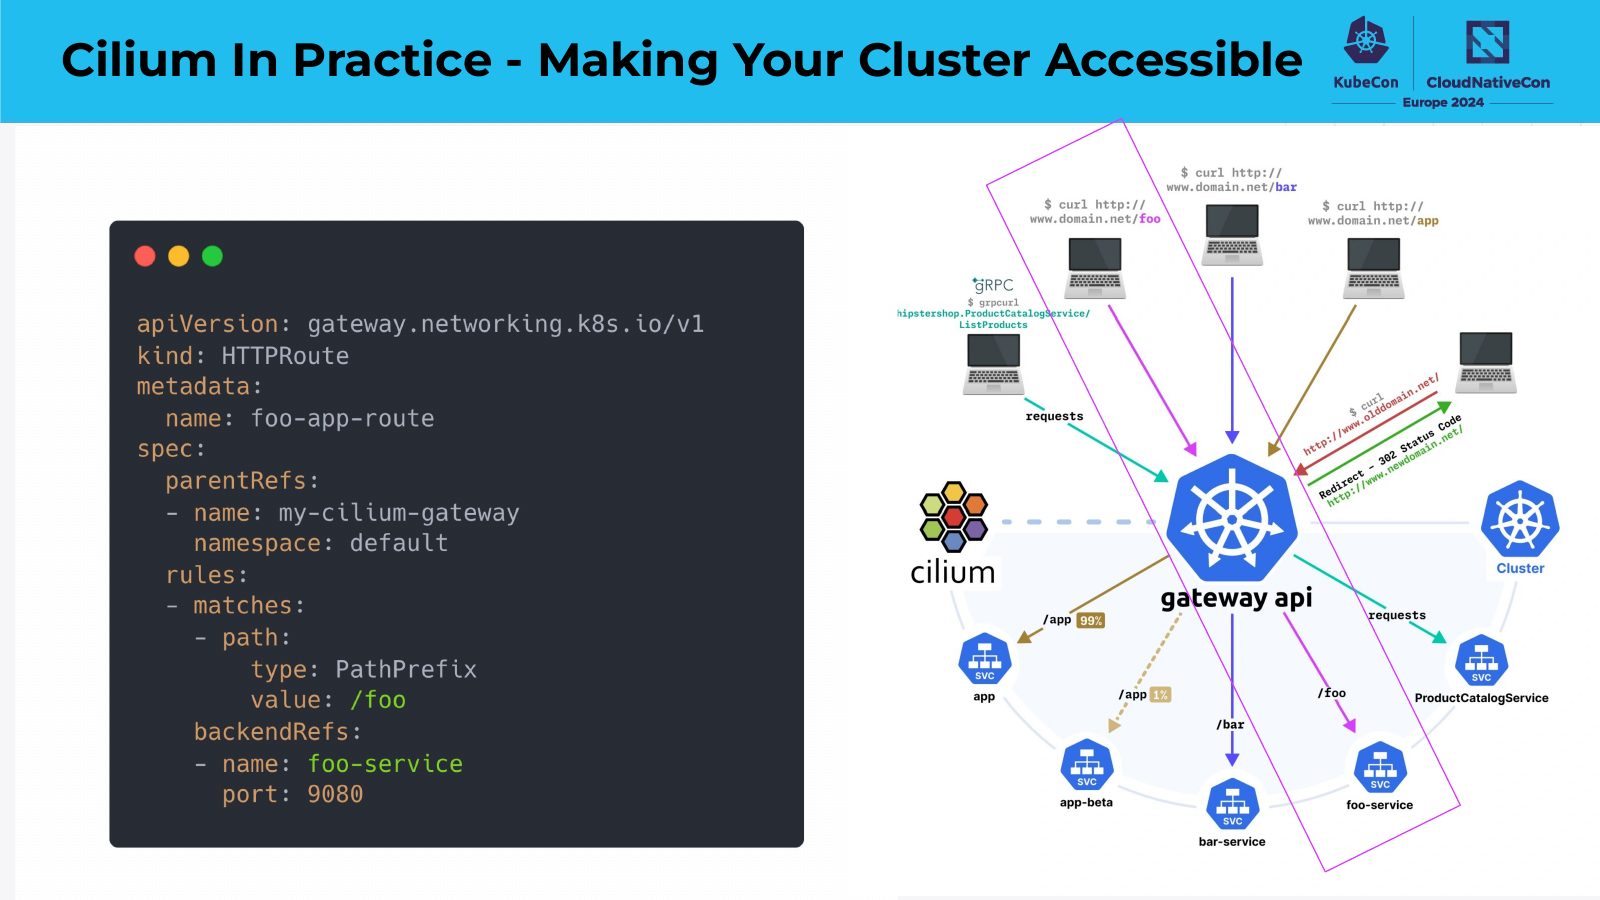 Cilium In Practice - Making Your Cluster Accessible
KubeCon
CloudNativeCon
Europe 2024
apiVersion: gateway.networking.k8s.io/v1
kind: HTTPRoute
metadata:
  name: foo-app-route
spec:
  parentRefs:
  - name: my-cilium-gateway
    namespace: default
  rules:
  - matches:
    - path:
        type: PathPrefix
        value: /foo
    backendRefs:
    - name: foo-service
      port: 9080
$ curl http://
www.domain.net/bar
$ curl http://
www.domain.net/foo
$ curl http://
www.domain.net/app
gRPC
$ grpcurl
hipstershop.ProductCatalogService/
ListProducts
requests
$ curl
http://www.olddomain.net/
Redirect - 302 Status Code
http://www.newdomain.net/
cilium
gateway api
Cluster
/app 99%
requests
SVC
app
/app 1%
/foo
SVC
ProductCatalogService
/bar
SVC
app-beta
SVC
foo-service
SVC
bar-service